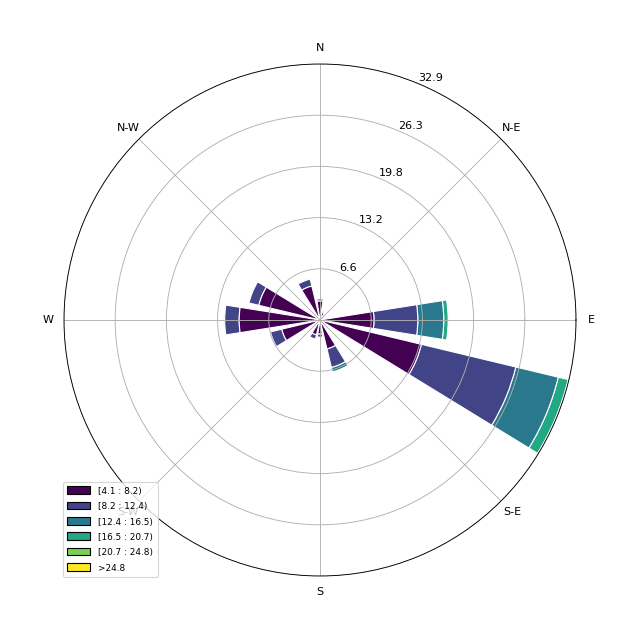 N
32.9
N-W
26.3
N-E
19.8
13.2
6.6
W
E
[4.1 : 8.2)
[8.2 : 12.4)
[12.4 : 16.5)
[16.5 : 20.7)
[20.7 : 24.8)
>24.8
S-W
S-E
S